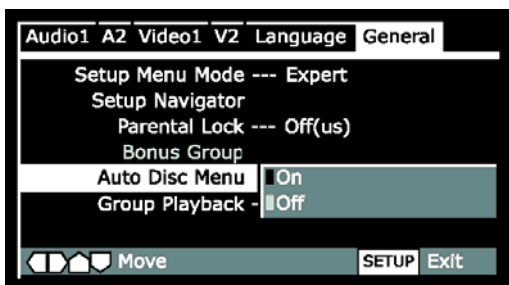 Audio1 A2 Video1 V2 Language General
Setup Menu Mode --- Expert
Setup Navigator
Parental Lock --- Off(us)
Bonus Group
Auto Disc Menu On
Group Playback - Off
Move SETUP Exit